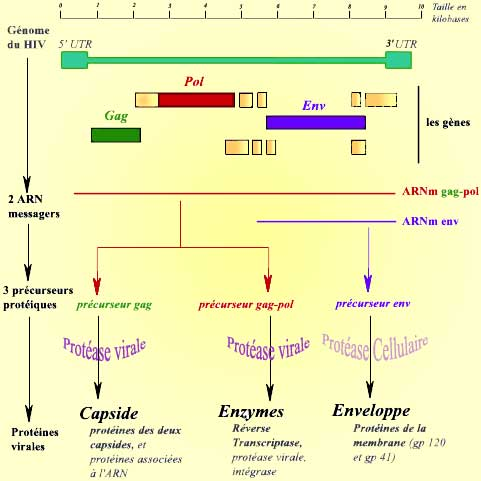 0 1 2 3 4 5 6 7 8 9 10
Taille en
kilobases
Génome
du HIV
5' UTR
3' UTR
Pol
Env
Gag
les gènes
2 ARN
messagers
ARNm gag-pol
ARNm env
3 précurseurs
protéiques
précurseur gag
précurseur gag-pol
précurseur env
Protéase virale
Protéase virale
Protéase Cellulaire
Protéines
virales
Capside
protéines des deux
capsides, et
protéines associées
à l'ARN
Enzymes
Réverse
Transcriptase,
protéase virale,
intégrase
Enveloppe
Protéines de la
membrane (gp 120
et gp 41)